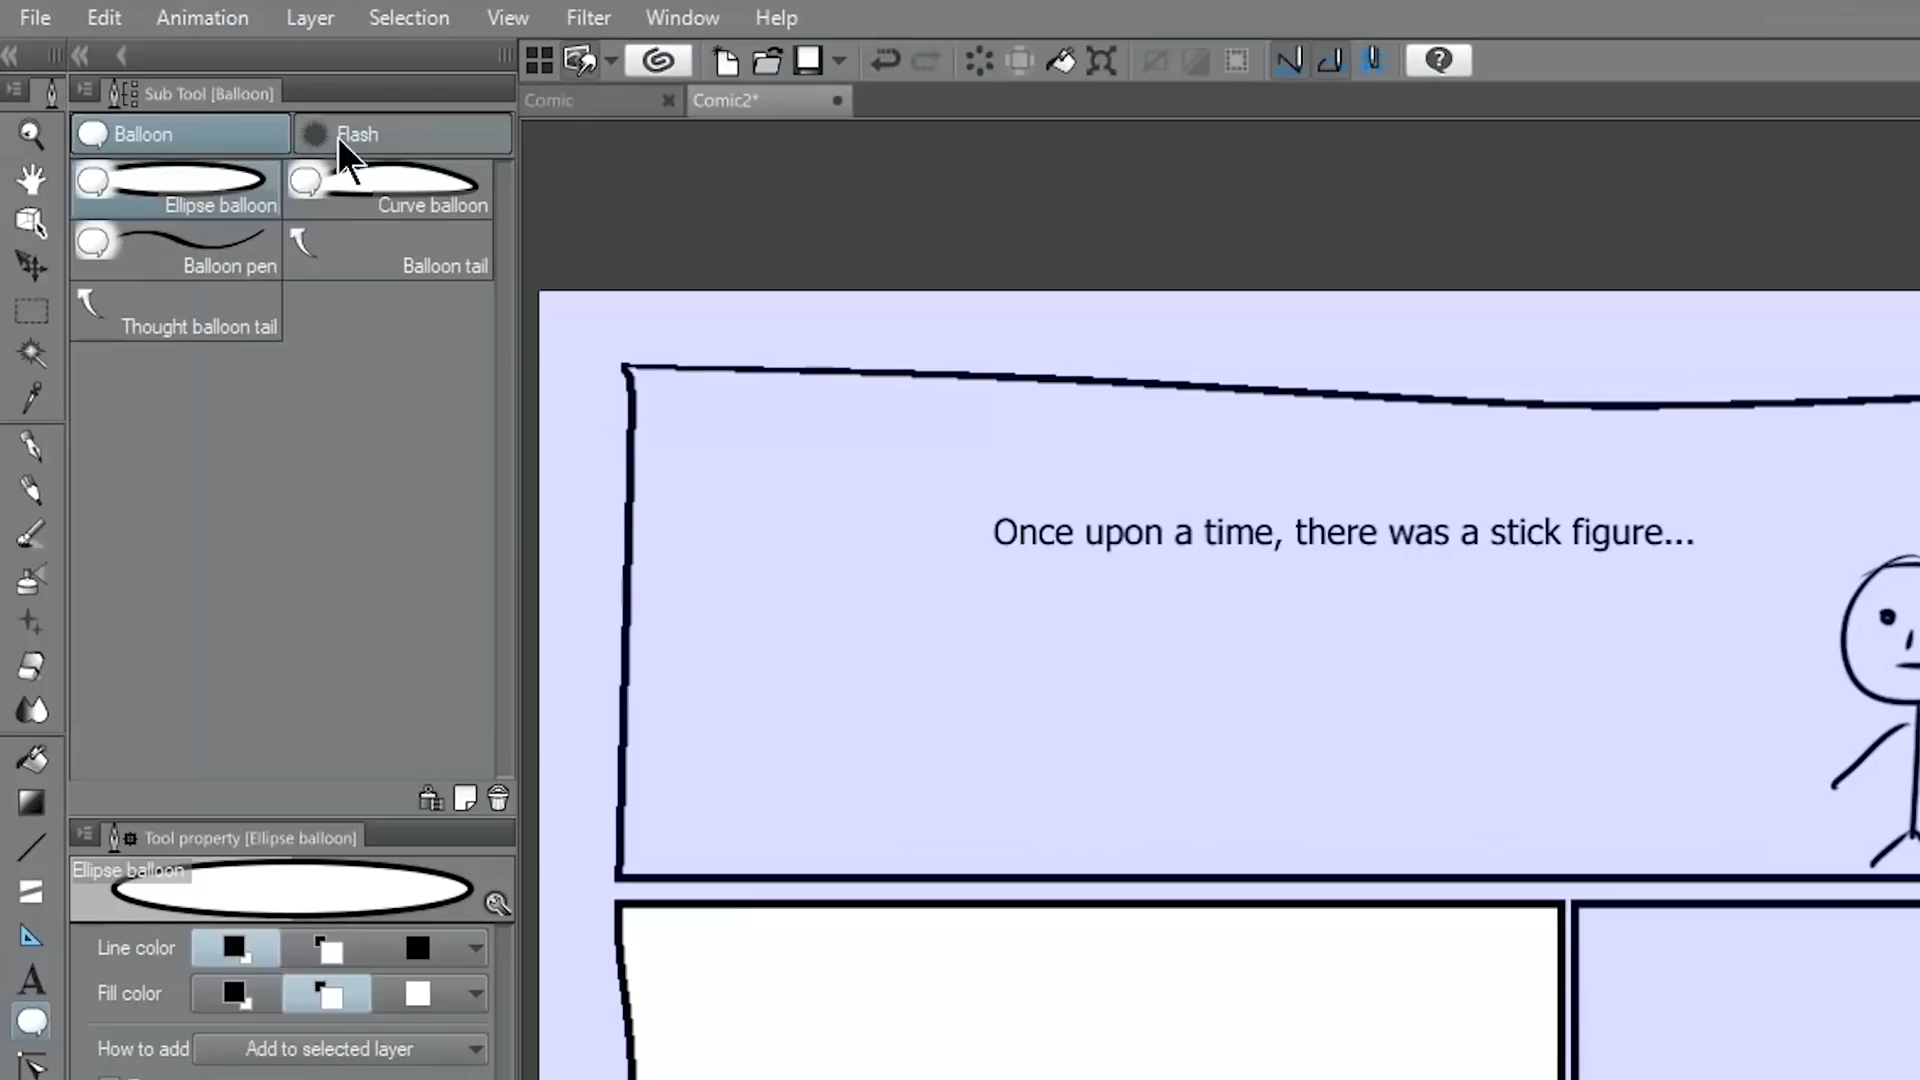 File Edit Animation Layer Selection View Filter Window Help
Sub Tool [Balloon]
Comic Comic2*
Balloon Flash
Ellipse balloon Curve balloon
Balloon pen Balloon tail
Thought balloon tail
Once upon a time, there was a stick figure...
Tool property [Ellipse balloon]
Ellipse balloon
Line color
Fill color
How to add Add to selected layer